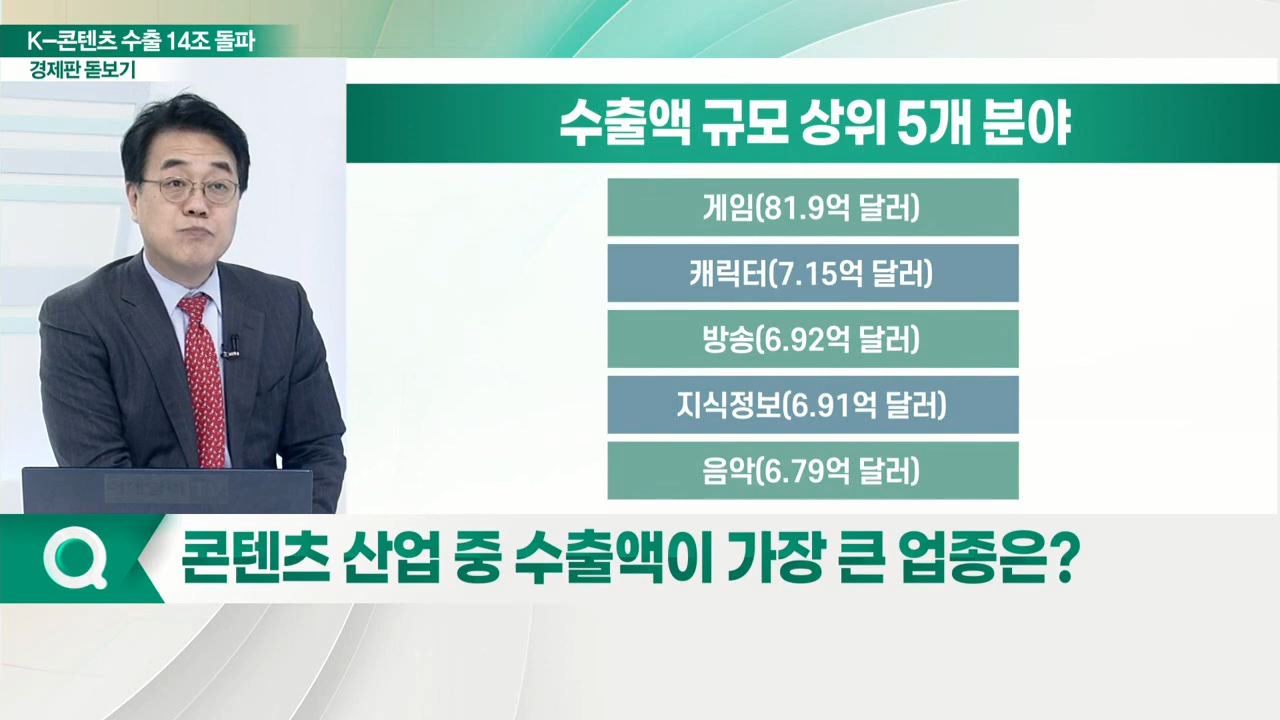 K-콘텐츠 수출 14조 돌파
경제판 돋보기
수출액 규모 상위 5개 분야
게임(81.9억 달러)
캐릭터(7.15억 달러)
방송(6.92억 달러)
지식정보(6.91억 달러)
음악(6.79억 달러)
콘텐츠 산업 중 수출액이 가장 큰 업종은?